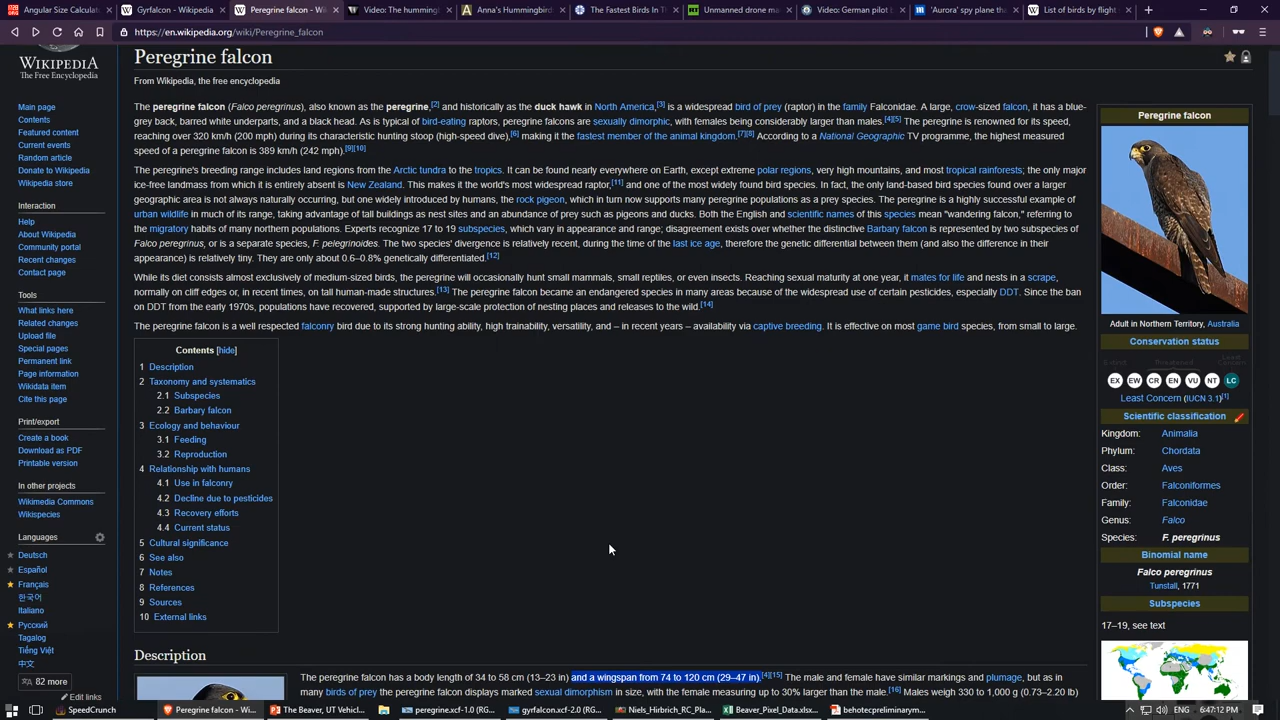 Angular Size Calculat
Gyrfalcon - Wikipedia
Peregrine falcon - Wi
Video: The humming
Anna's Hummingbird
The Fastest Birds In T
Unmanned drone ma
Video: German pilot b
'Aurora' spy plane tha
List of birds by flight
https://en.wikipedia.org/wiki/Peregrine_falcon
WIKIPEDIA
The Free Encyclopedia
Main page
Contents
Featured content
Current events
Random article
Donate to Wikipedia
Wikipedia store
Interaction
Help
About Wikipedia
Community portal
Recent changes
Contact page
Tools
What links here
Related changes
Upload file
Special pages
Permanent link
Page information
Wikidata item
Cite this page
Print/export
Create a book
Download as PDF
Printable version
In other projects
Wikimedia Commons
Wikispecies
Languages
Deutsch
Español
Français
한국어
Italiano
Русский
Tagalog
Tiếng Việt
中文
82 more
Edit links
Peregrine falcon
From Wikipedia, the free encyclopedia
The peregrine falcon (Falco peregrinus), also known as the peregrine,[2] and historically as the duck hawk in North America,[3] is a widespread bird of prey (raptor) in the family Falconidae. A large, crow-sized falcon, it has a blue-
grey back, barred white underparts, and a black head. As is typical of bird-eating raptors, peregrine falcons are sexually dimorphic, with females being considerably larger than males.[4][5] The peregrine is renowned for its speed,
reaching over 320 km/h (200 mph) during its characteristic hunting stoop (high-speed dive),[6] making it the fastest member of the animal kingdom.[7][8] According to a National Geographic TV programme, the highest measured
speed of a peregrine falcon is 389 km/h (242 mph).[9][10]
The peregrine's breeding range includes land regions from the Arctic tundra to the tropics. It can be found nearly everywhere on Earth, except extreme polar regions, very high mountains, and most tropical rainforests; the only major
ice-free landmass from which it is entirely absent is New Zealand. This makes it the world's most widespread raptor,[11] and one of the most widely found bird species. In fact, the only land-based bird species found over a larger
geographic area is not always naturally occurring, but one widely introduced by humans, the rock pigeon, which in turn now supports many peregrine populations as a prey species. The peregrine is a highly successful example of
urban wildlife in much of its range, taking advantage of tall buildings as nest sites and an abundance of prey such as pigeons and ducks. Both the English and scientific names of this species mean "wandering falcon," referring to
the migratory habits of many northern populations. Experts recognize 17 to 19 subspecies, which vary in appearance and range; disagreement exists over whether the distinctive Barbary falcon is represented by two subspecies of
Falco peregrinus, or is a separate species, F. pelegrinoides. The two species' divergence is relatively recent, during the time of the last ice age, therefore the genetic differential between them (and also the difference in their
appearance) is relatively tiny. They are only about 0.6–0.8% genetically differentiated.[12]
While its diet consists almost exclusively of medium-sized birds, the peregrine will occasionally hunt small mammals, small reptiles, or even insects. Reaching sexual maturity at one year, it mates for life and nests in a scrape,
normally on cliff edges or, in recent times, on tall human-made structures.[13] The peregrine falcon became an endangered species in many areas because of the widespread use of certain pesticides, especially DDT. Since the ban
on DDT from the early 1970s, populations have recovered, supported by large-scale protection of nesting places and releases to the wild.[14]
The peregrine falcon is a well respected falconry bird due to its strong hunting ability, high trainability, versatility, and – in recent years – availability via captive breeding. It is effective on most game bird species, from small to large.
Contents [hide]
1 Description
2 Taxonomy and systematics
2.1 Subspecies
2.2 Barbary falcon
3 Ecology and behaviour
3.1 Feeding
3.2 Reproduction
4 Relationship with humans
4.1 Use in falconry
4.2 Decline due to pesticides
4.3 Recovery efforts
4.4 Current status
5 Cultural significance
6 See also
7 Notes
8 References
9 Sources
10 External links
Description
The peregrine falcon has a body length of 34 to 58 cm (13–23 in) and a wingspan from 74 to 120 cm (29–47 in).[4][15] The male and female have similar markings and plumage, but as in
many birds of prey the peregrine falcon displays marked sexual dimorphism in size, with the female measuring up to 30% larger than the male.[16] Males weigh 330 to 1,000 g (0.73–2.20 lb)
Peregrine falcon
Adult in Northern Territory, Australia
Conservation status
EX EW CR EN VU NT LC
Least Concern (IUCN 3.1)[1]
Scientific classification
Kingdom: Animalia
Phylum: Chordata
Class: Aves
Order: Falconiformes
Family: Falconidae
Genus: Falco
Species: F. peregrinus
Binomial name
Falco peregrinus
Tunstall, 1771
Subspecies
17–19, see text
SpeedCrunch
Peregrine falcon - Wi...
The Beaver, UT Vehicl...
peregrine.xcf-1.0 (RG...
gyrfalcon.xcf-2.0 (RG...
Niels_Hirbrich_RC_Pla...
Beaver_Pixel_Data.xlsx...
behotecpreliminarym...
ENG
6:47:12 PM